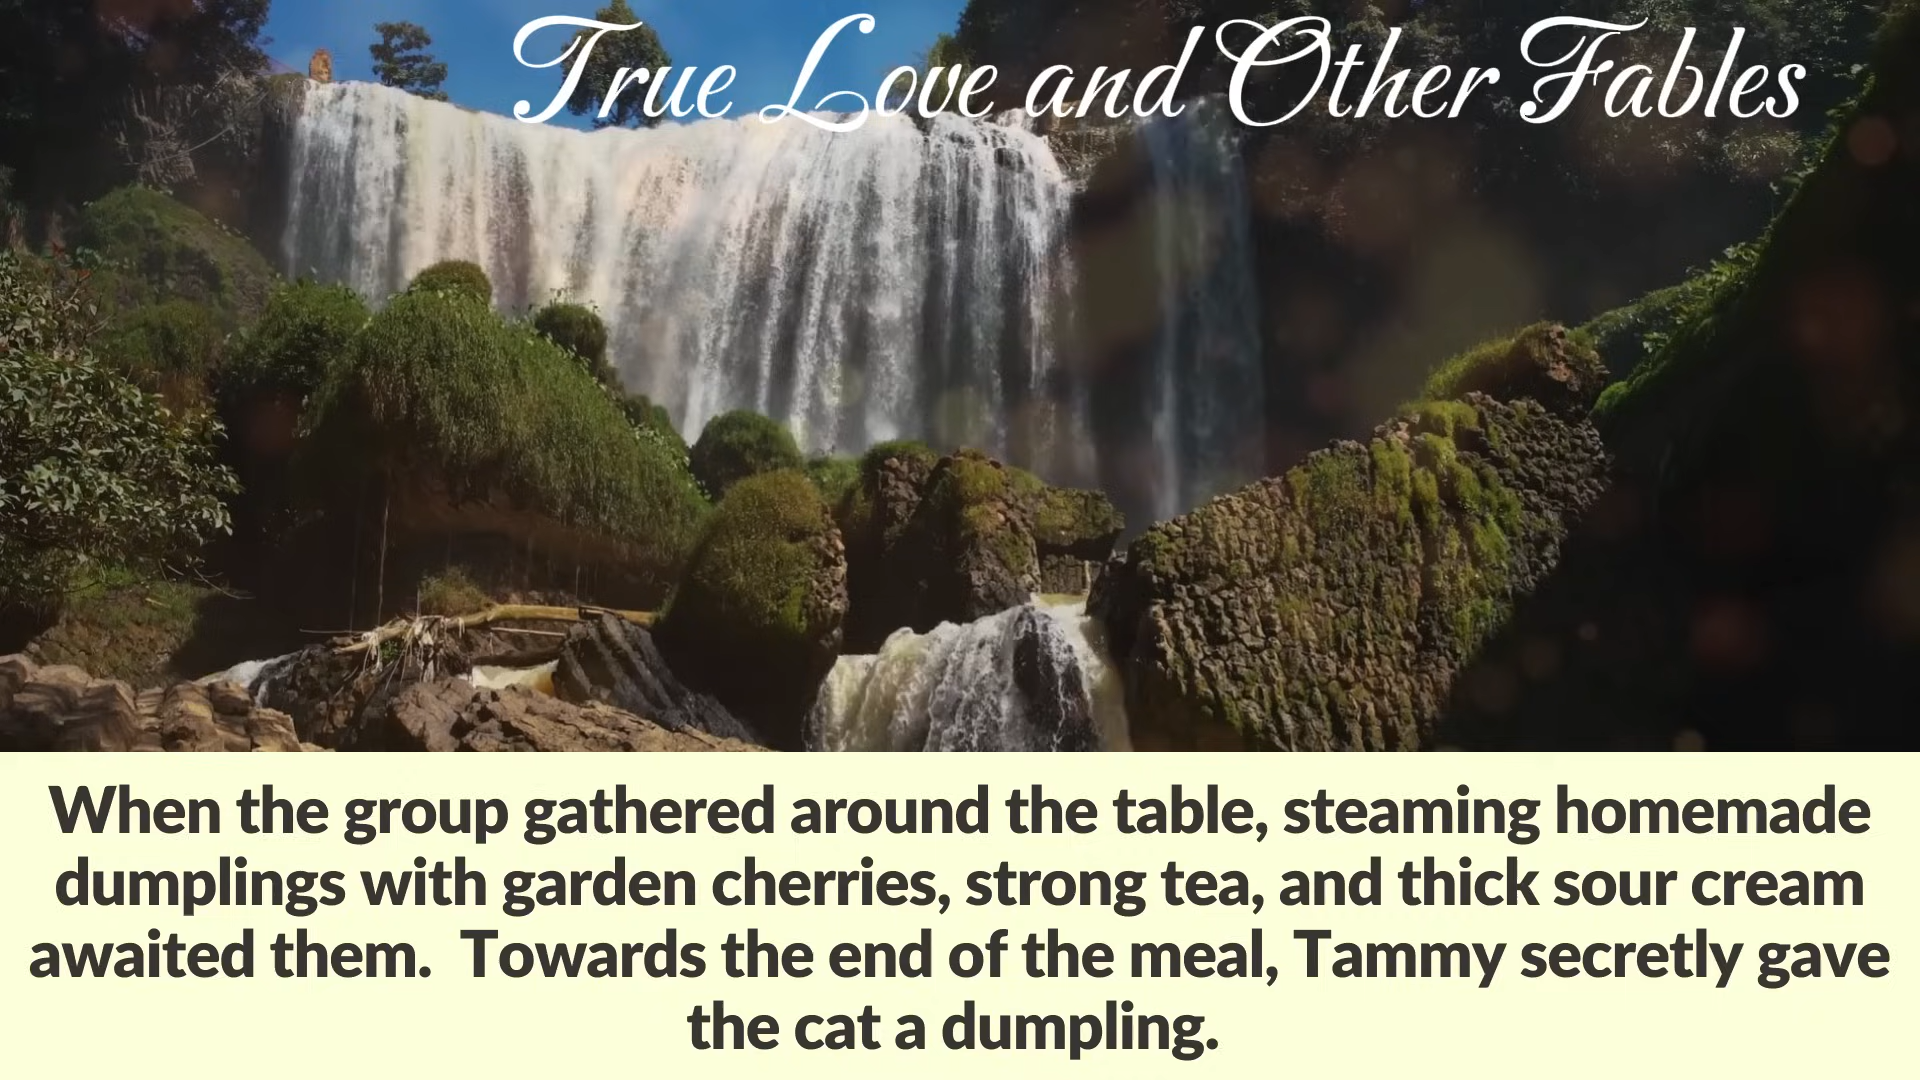 True Love and Other Fables
When the group gathered around the table, steaming homemade
dumplings with garden cherries, strong tea, and thick sour cream
awaited them.  Towards the end of the meal, Tammy secretly gave
the cat a dumpling.